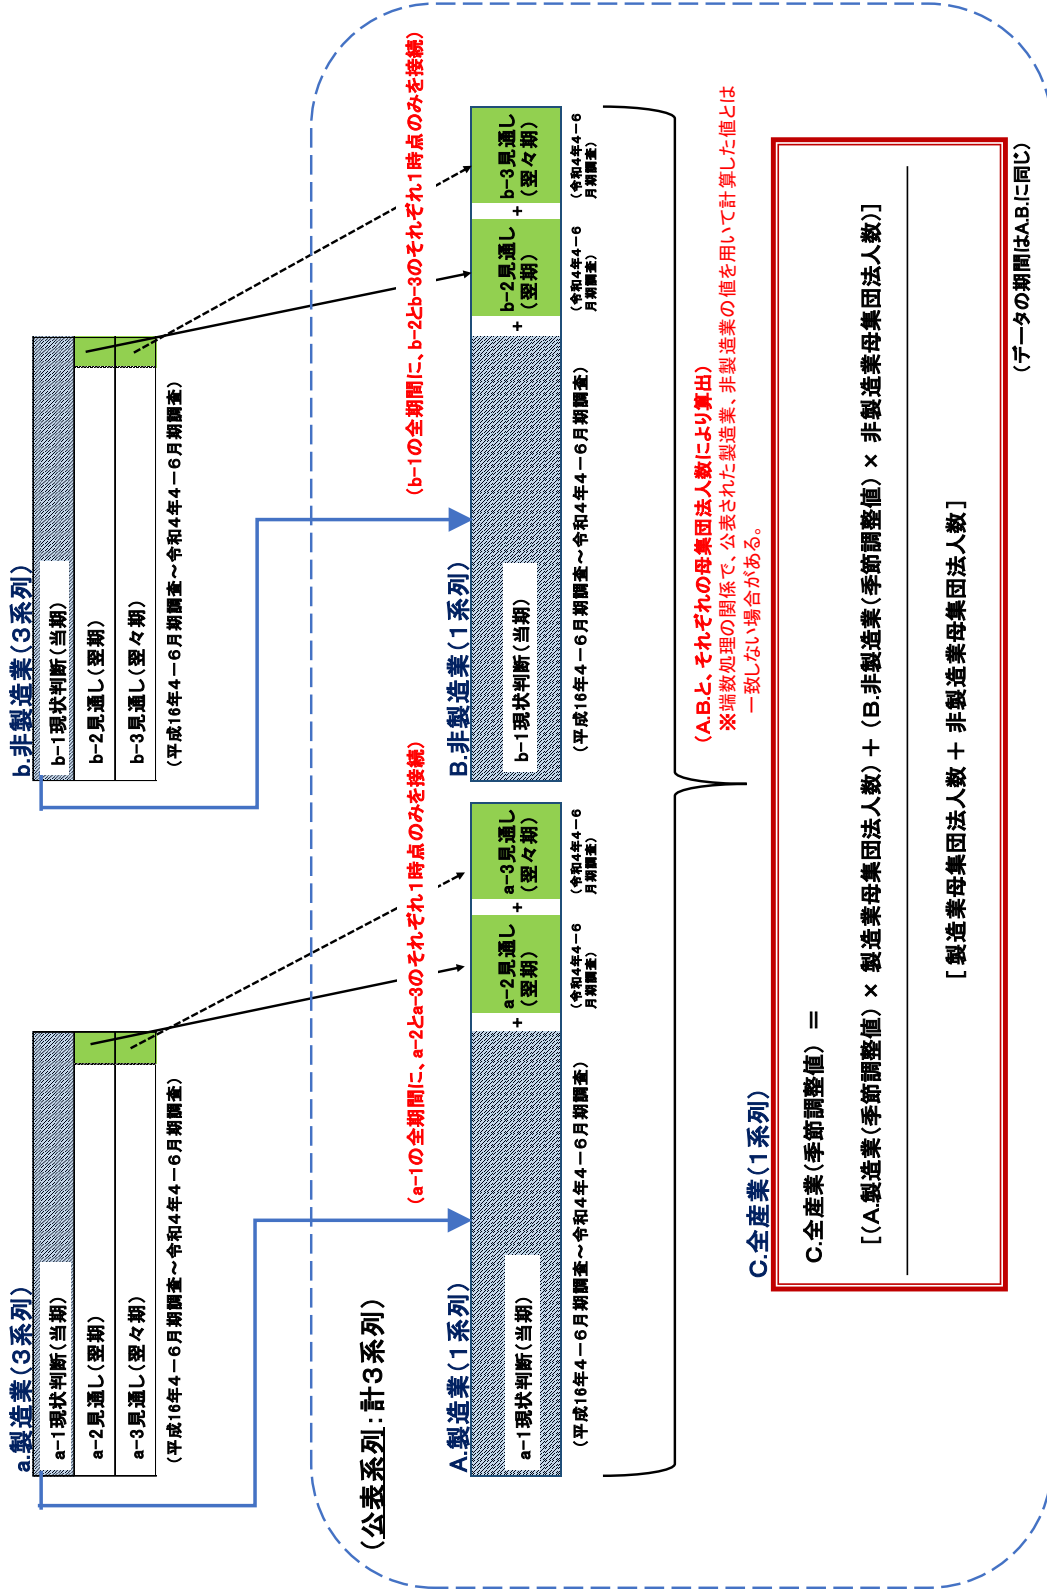 a.製造業(3系列)
a-1現状判断(当期)
a-2見通し(翌期)
a-3見通し(翌々期)
(平成16年4－6月期調査～令和4年4－6月期調査)
b.非製造業(3系列)
b-1現状判断(当期)
b-2見通し(翌期)
b-3見通し(翌々期)
(平成16年4－6月期調査～令和4年4－6月期調査)
(公表系列:計3系列)
(a-1の全期間に、a-2とa-3のそれぞれ1時点のみを接続)
(b-1の全期間に、b-2とb-3のそれぞれ1時点のみを接続)
A.製造業(1系列)
a-1現状判断(当期)
+
a-2見通し
(翌期)
+
a-3見通し
(翌々期)
(平成16年4－6月期調査～令和4年4－6月期調査)
(令和4年4-6
月期調査)
(令和4年4-6
月期調査)
B.非製造業(1系列)
b-1現状判断(当期)
+
b-2見通し
(翌期)
+
b-3見通し
(翌々期)
(平成16年4－6月期調査～令和4年4－6月期調査)
(令和4年4-6
月期調査)
(令和4年4-6
月期調査)
(A.B.と、それぞれの母集団法人数により算出)
※端数処理の関係で、公表された製造業、非製造業の値を用いて計算した値とは
一致しない場合がある。
C.全産業(1系列)
C.全産業(季節調整値) ＝
[(A.製造業(季節調整値) × 製造業母集団法人数) ＋ (B.非製造業(季節調整値) × 非製造業母集団法人数)]
[ 製造業母集団法人数 ＋ 非製造業母集団法人数 ]
(データの期間はA.B.に同じ)